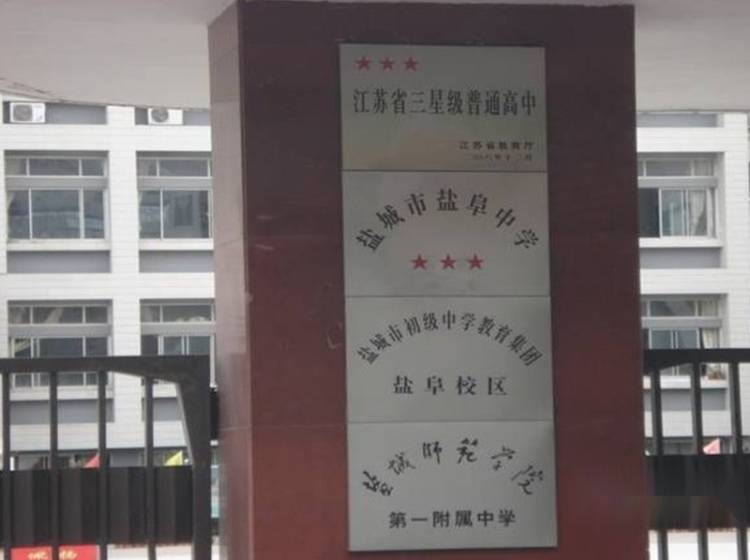 江苏省三星级普通高中
江苏省教育厅
盐城市盐阜中学
盐城市初级中学教育集团
盐阜校区
盐城师范学院
第一附属中学